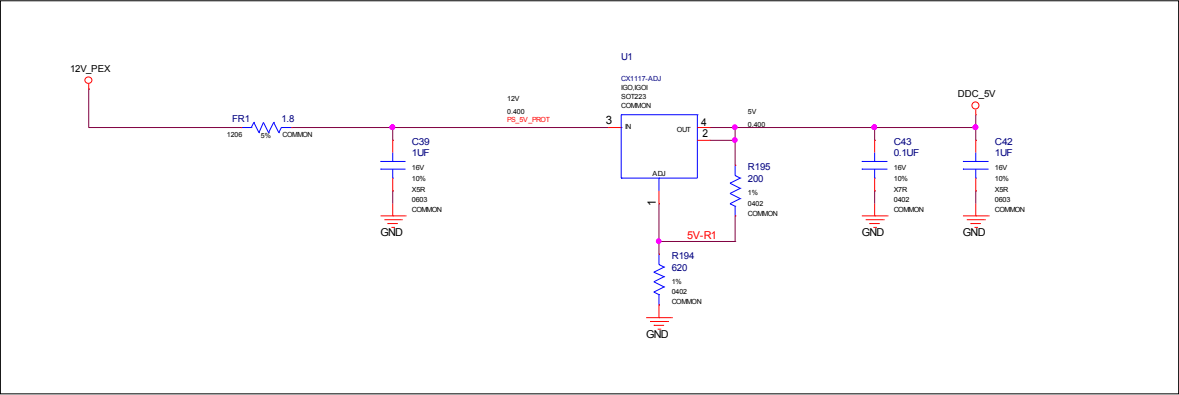 12V_PEX
FR1 1.8
1206 5% COMMON
C39
1UF
16V
10%
X5R
0603
COMMON
GND
12V
0.400
PS_5V_PROT
U1
CX1117-ADJ
IGO,IGOI
SOT223
COMMON
3 IN
OUT 4
2
ADJ
1
5V
0.400
R195
200
1%
0402
COMMON
5V-R1
R194
620
1%
0402
COMMON
GND
C43
0.1UF
16V
10%
X7R
0402
COMMON
GND
DDC_5V
C42
1UF
16V
10%
X5R
0603
COMMON
GND